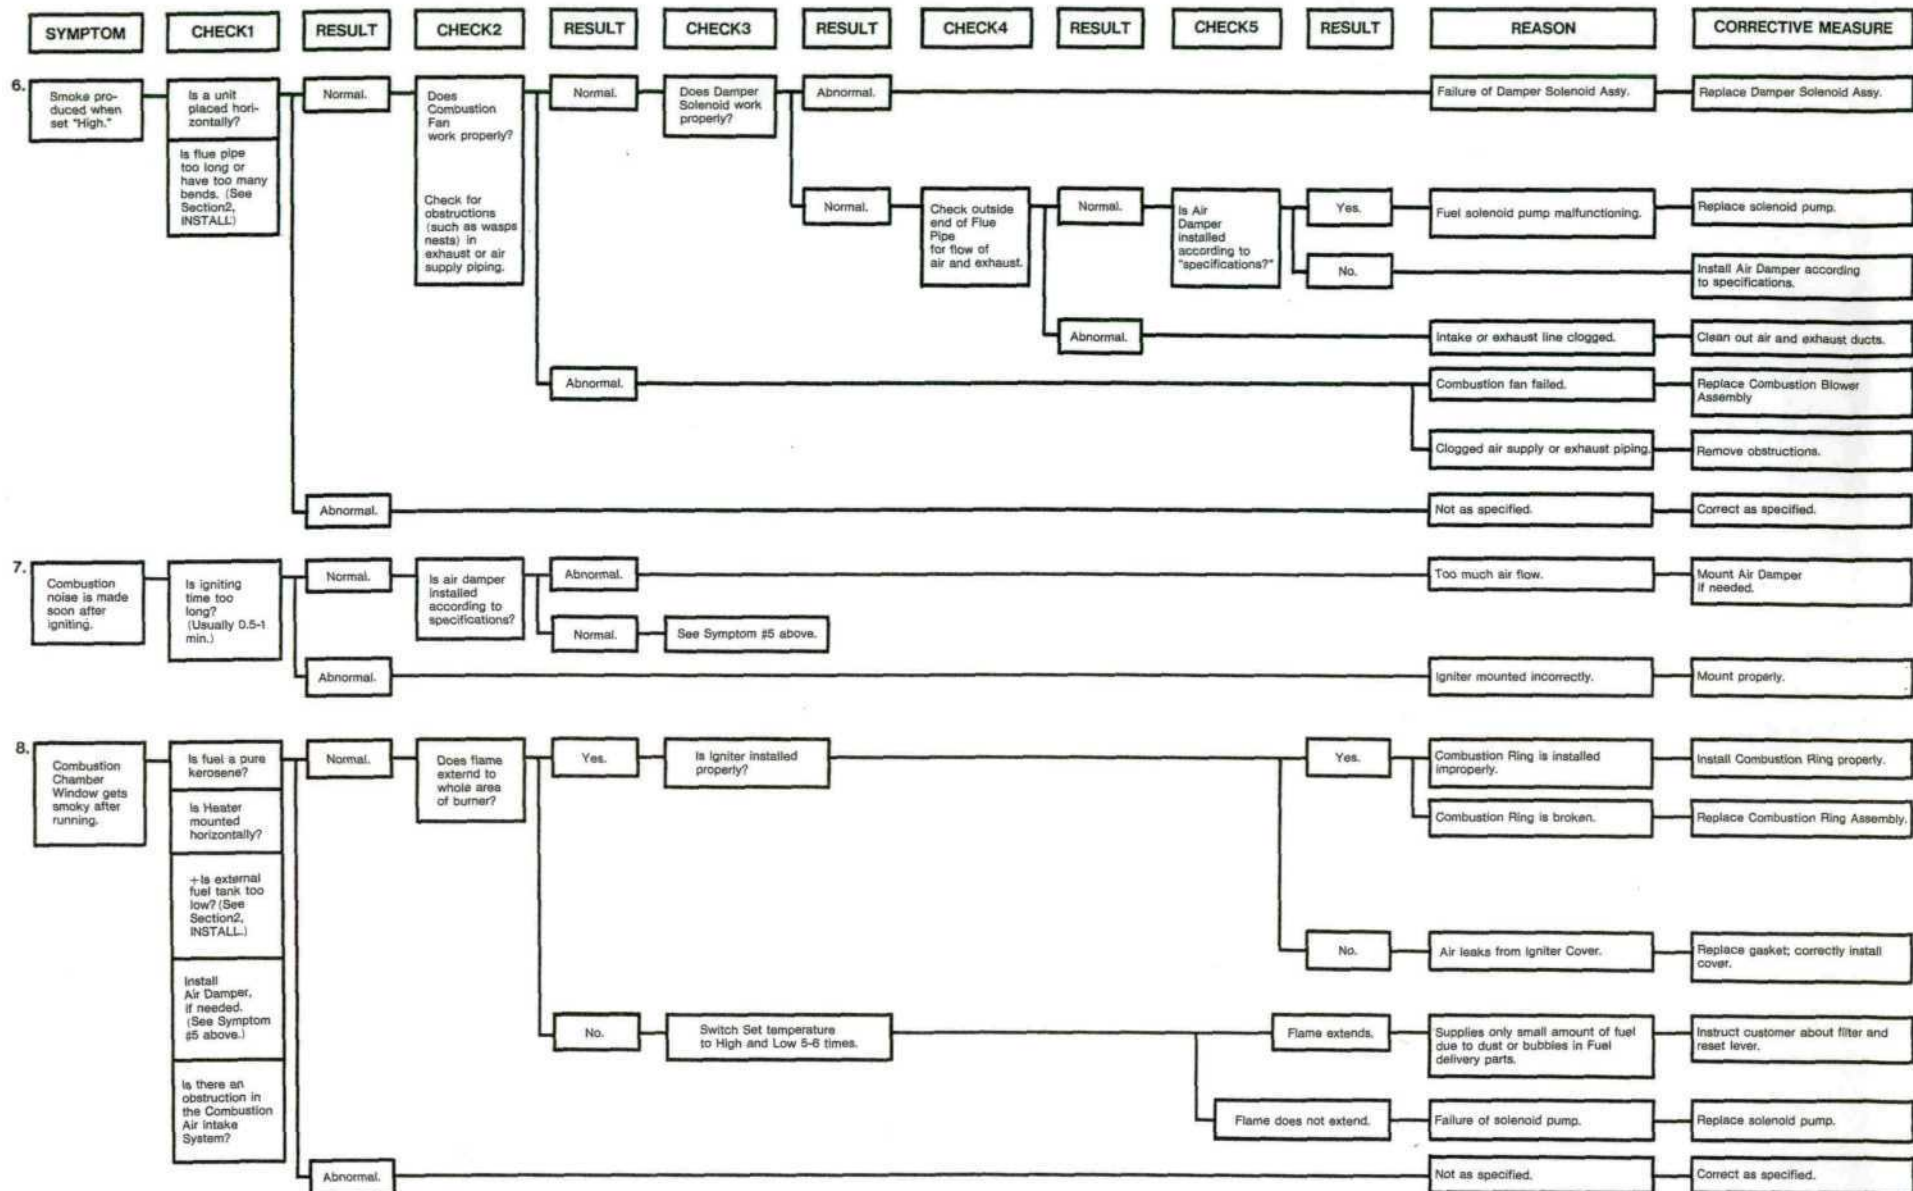 SYMPTOM
CHECK1
RESULT
CHECK2
RESULT
CHECK3
RESULT
CHECK4
RESULT
CHECK5
RESULT
REASON
CORRECTIVE MEASURE
6.
Smoke pro-
duced when
set "High."
Is a unit
placed hori-
zontally?
Is flue pipe
too long or
have too many
bends. (See
Section2,
INSTALL.)
Normal.
Does
Combustion
Fan
work properly?
Check for
obstructions
(such as wasps
nests) in
exhaust or air
supply piping.
Normal.
Does Damper
Solenoid work
properly?
Abnormal.
Failure of Damper Solenoid Assy.
Replace Damper Solenoid Assy.
Normal.
Check outside
end of Flue
Pipe
for flow of
air and exhaust.
Normal.
Is Air
Damper
installed
according to
"specifications?"
Yes.
Fuel solenoid pump malfunctioning.
Replace solenoid pump.
No.
Install Air Damper according
to specifications.
Abnormal.
Intake or exhaust line clogged.
Clean out air and exhaust ducts.
Abnormal.
Combustion fan failed.
Replace Combustion Blower
Assembly
Clogged air supply or exhaust piping.
Remove obstructions.
Abnormal.
Not as specified.
Correct as specified.
7.
Combustion
noise is made
soon after
igniting.
Is igniting
time too
long?
(Usually 0.5-1
min.)
Normal.
Is air damper
installed
according to
specifications?
Abnormal.
Too much air flow.
Mount Air Damper
if needed.
Normal.
See Symptom #5 above.
Abnormal.
Igniter mounted incorrectly.
Mount properly.
8.
Combustion
Chamber
Window gets
smoky after
running.
Is fuel a pure
kerosene?
Is Heater
mounted
horizontally?
+Is external
fuel tank too
low? (See
Section2,
INSTALL.)
Install
Air Damper,
if needed.
(See Symptom
#5 above.)
Is there an
obstruction in
the Combustion
Air intake
System?
Normal.
Does flame
extend to
whole area
of burner?
Yes.
Is Igniter installed
properly?
Yes.
Combustion Ring is installed
improperly.
Install Combustion Ring properly.
Combustion Ring is broken.
Replace Combustion Ring Assembly.
No.
Air leaks from Igniter Cover.
Replace gasket; correctly install
cover.
No.
Switch Set temperature
to High and Low 5-6 times.
Flame extends.
Supplies only small amount of fuel
due to dust or bubbles in Fuel
delivery parts.
Instruct customer about filter and
reset lever.
Flame does not extend.
Failure of solenoid pump.
Replace solenoid pump.
Abnormal.
Not as specified.
Correct as specified.